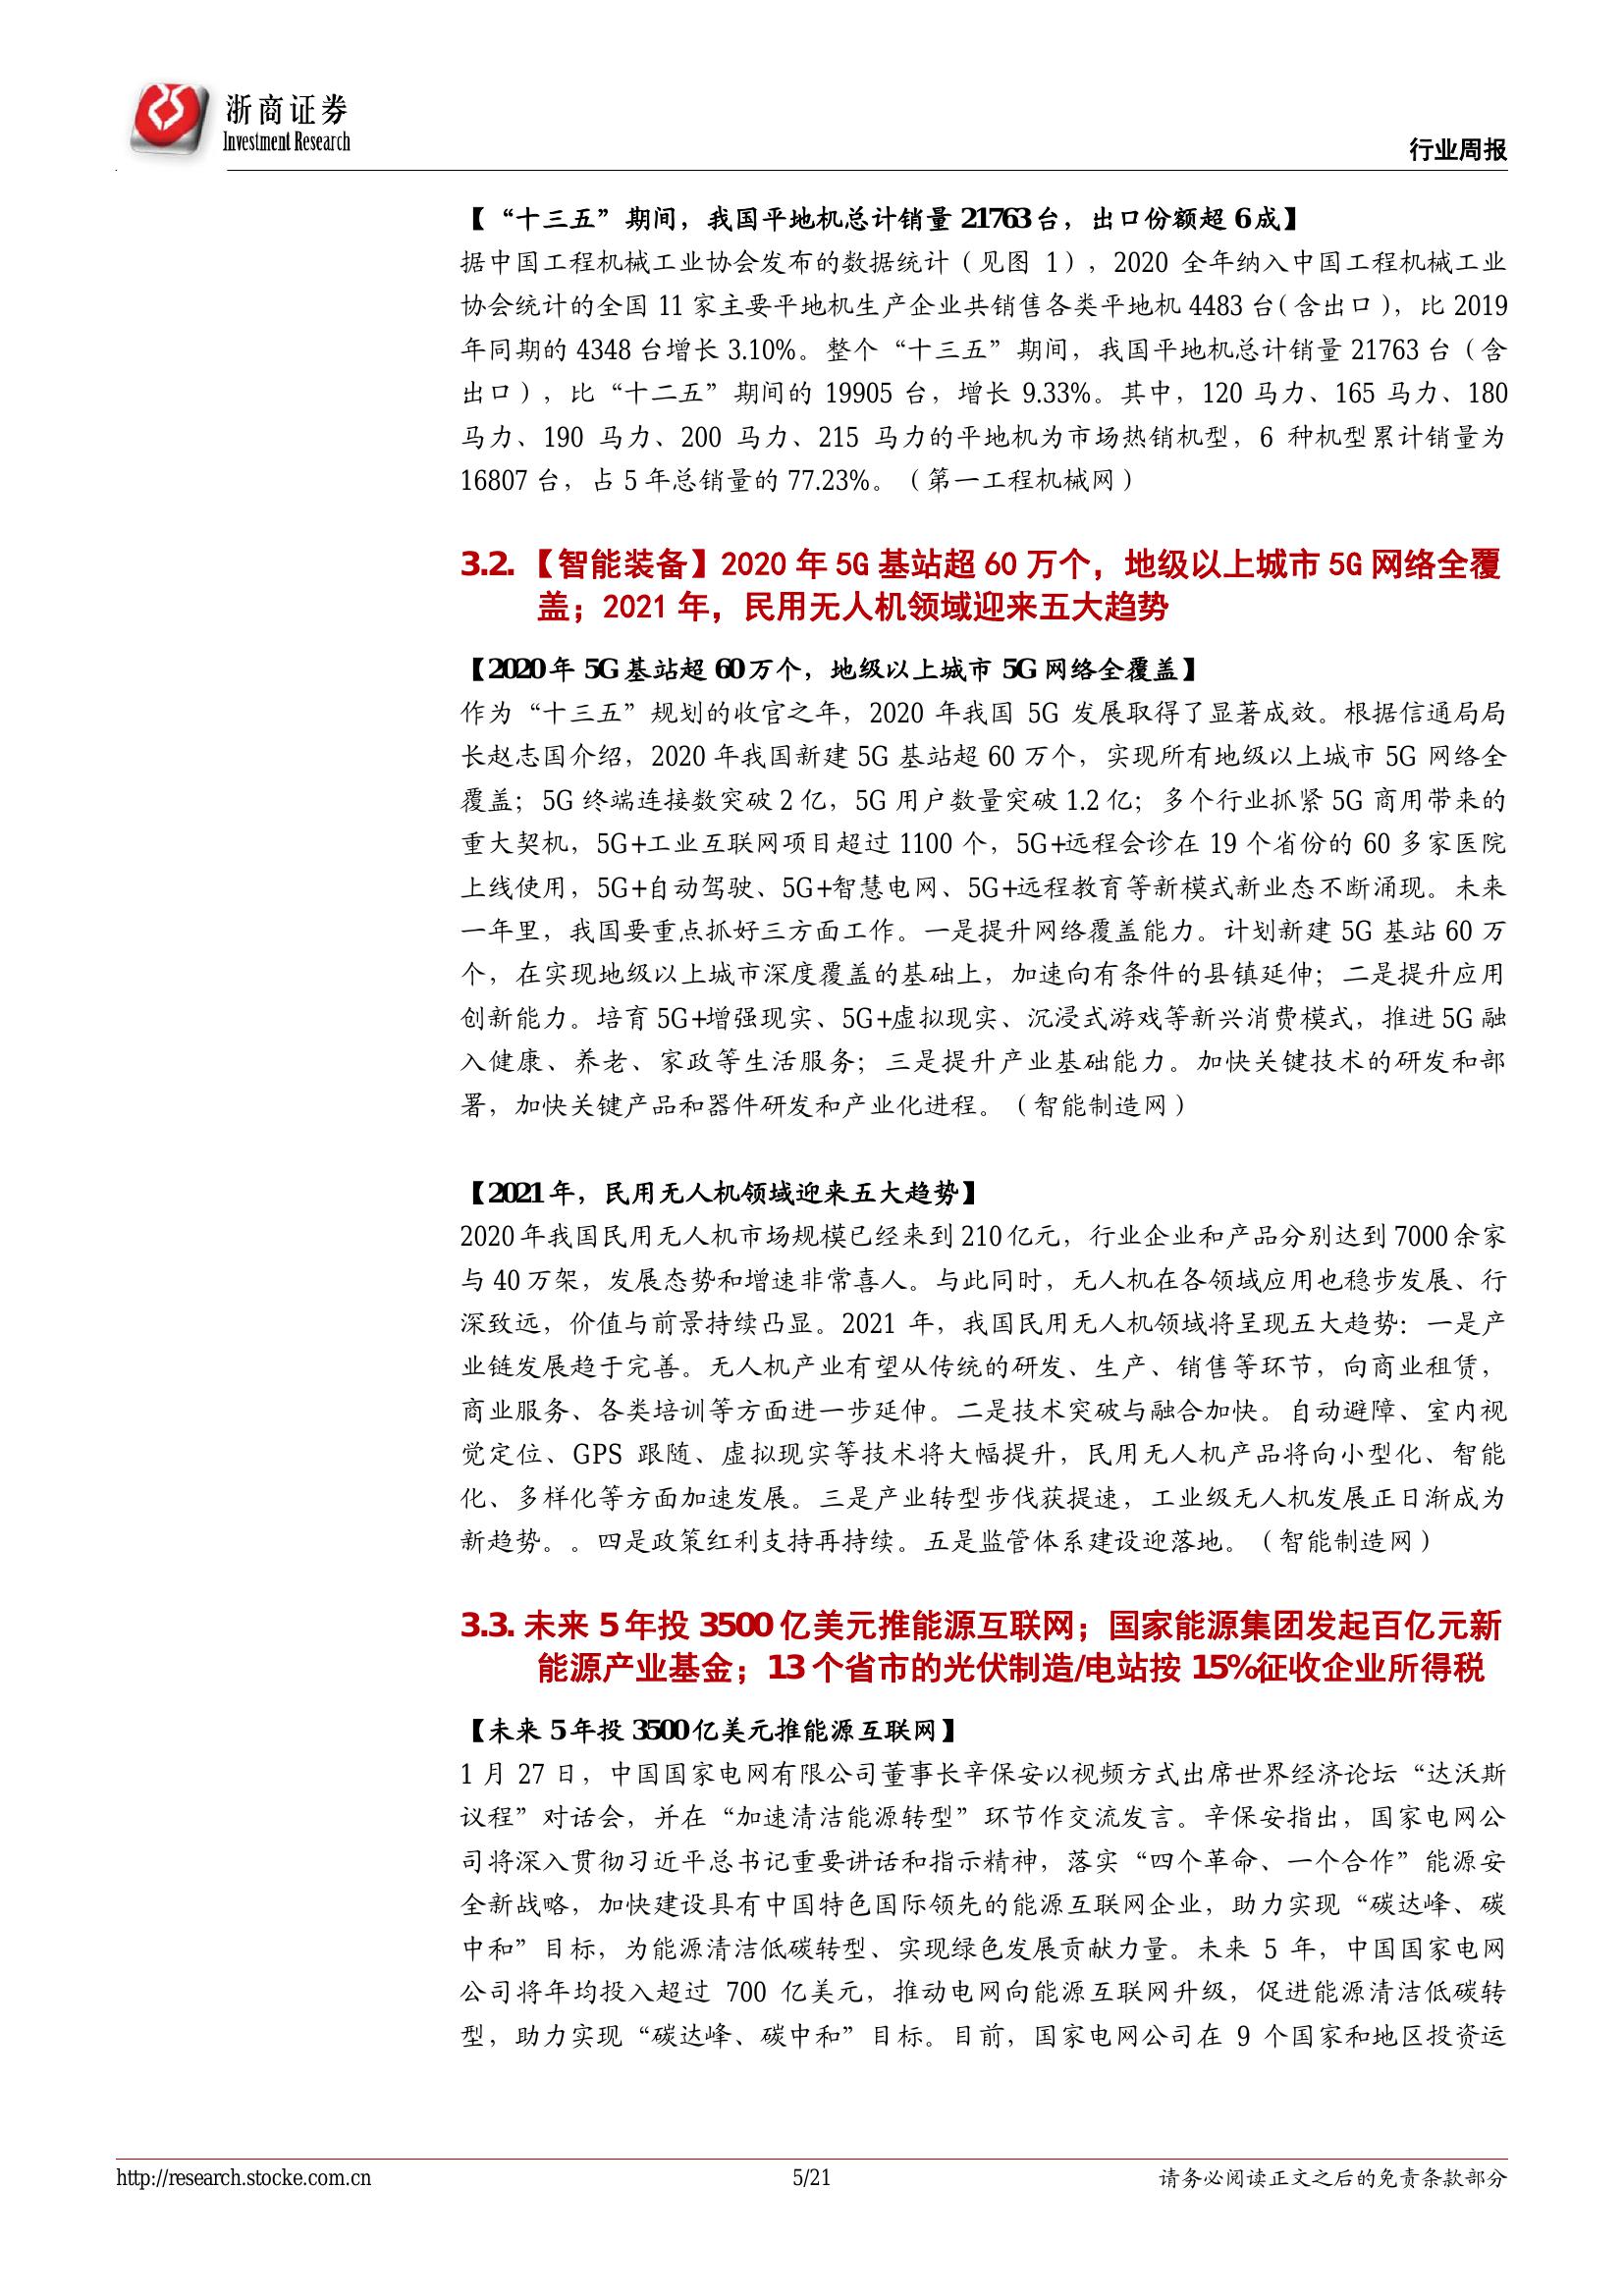 浙商证券
Investment Research
行业周报
【“十三五”期间，我国平地机总计销量 21763 台，出口份额超 6 成】
据中国工程机械工业协会发布的数据统计（见图 1），2020 全年纳入中国工程机械工业
协会统计的全国 11 家主要平地机生产企业共销售各类平地机 4483 台（含出口），比 2019
年同期的 4348 台增长 3.10%。整个“十三五”期间，我国平地机总计销量 21763 台（含
出口），比“十二五”期间的 19905 台，增长 9.33%。其中，120 马力、165 马力、180
马力、190 马力、200 马力、215 马力的平地机为市场热销机型，6 种机型累计销量为
16807 台，占 5 年总销量的 77.23%。（第一工程机械网）
3.2. 【智能装备】2020 年 5G 基站超 60 万个，地级以上城市 5G 网络全覆
盖；2021 年，民用无人机领域迎来五大趋势
【2020 年 5G 基站超 60 万个，地级以上城市 5G 网络全覆盖】
作为“十三五”规划的收官之年，2020 年我国 5G 发展取得了显著成效。根据信通局局
长赵志国介绍，2020 年我国新建 5G 基站超 60 万个，实现所有地级以上城市 5G 网络全
覆盖；5G 终端连接数突破 2 亿，5G 用户数量突破 1.2 亿；多个行业抓紧 5G 商用带来的
重大契机，5G+工业互联网项目超过 1100 个，5G+远程会诊在 19 个省份的 60 多家医院
上线使用，5G+自动驾驶、5G+智慧电网、5G+远程教育等新模式新业态不断涌现。未来
一年里，我国要重点抓好三方面工作。一是提升网络覆盖能力。计划新建 5G 基站 60 万
个，在实现地级以上城市深度覆盖的基础上，加速向有条件的县镇延伸；二是提升应用
创新能力。培育 5G+增强现实、5G+虚拟现实、沉浸式游戏等新兴消费模式，推进 5G 融
入健康、养老、家政等生活服务；三是提升产业基础能力。加快关键技术的研发和部
署，加快关键产品和器件研发和产业化进程。（智能制造网）
【2021 年，民用无人机领域迎来五大趋势】
2020 年我国民用无人机市场规模已经来到 210 亿元，行业企业和产品分别达到 7000 余家
与 40 万架，发展态势和增速非常喜人。与此同时，无人机在各领域应用也稳步发展、行
深致远，价值与前景持续凸显。2021 年，我国民用无人机领域将呈现五大趋势：一是产
业链发展趋于完善。无人机产业有望从传统的研发、生产、销售等环节，向商业租赁，
商业服务、各类培训等方面进一步延伸。二是技术突破与融合加快。自动避障、室内视
觉定位、GPS 跟随、虚拟现实等技术将大幅提升，民用无人机产品将向小型化、智能
化、多样化等方面加速发展。三是产业转型步伐获提速，工业级无人机发展正日渐成为
新趋势。。四是政策红利支持再持续。五是监管体系建设迎落地。（智能制造网）
3.3. 未来 5 年投 3500 亿美元推能源互联网；国家能源集团发起百亿元新
能源产业基金；13 个省市的光伏制造/电站按 15%征收企业所得税
【未来 5 年投 3500 亿美元推能源互联网】
1 月 27 日，中国国家电网有限公司董事长辛保安以视频方式出席世界经济论坛“达沃斯
议程”对话会，并在“加速清洁能源转型”环节作交流发言。辛保安指出，国家电网公
司将深入贯彻习近平总书记重要讲话和指示精神，落实“四个革命、一个合作”能源安
全新战略，加快建设具有中国特色国际领先的能源互联网企业，助力实现“碳达峰、碳
中和”目标，为能源清洁低碳转型、实现绿色发展贡献力量。未来 5 年，中国国家电网
公司将年均投入超过 700 亿美元，推动电网向能源互联网升级，促进能源清洁低碳转
型，助力实现“碳达峰、碳中和”目标。目前，国家电网公司在 9 个国家和地区投资运
http://research.stocke.com.cn
5/21
请务必阅读正文之后的免责条款部分